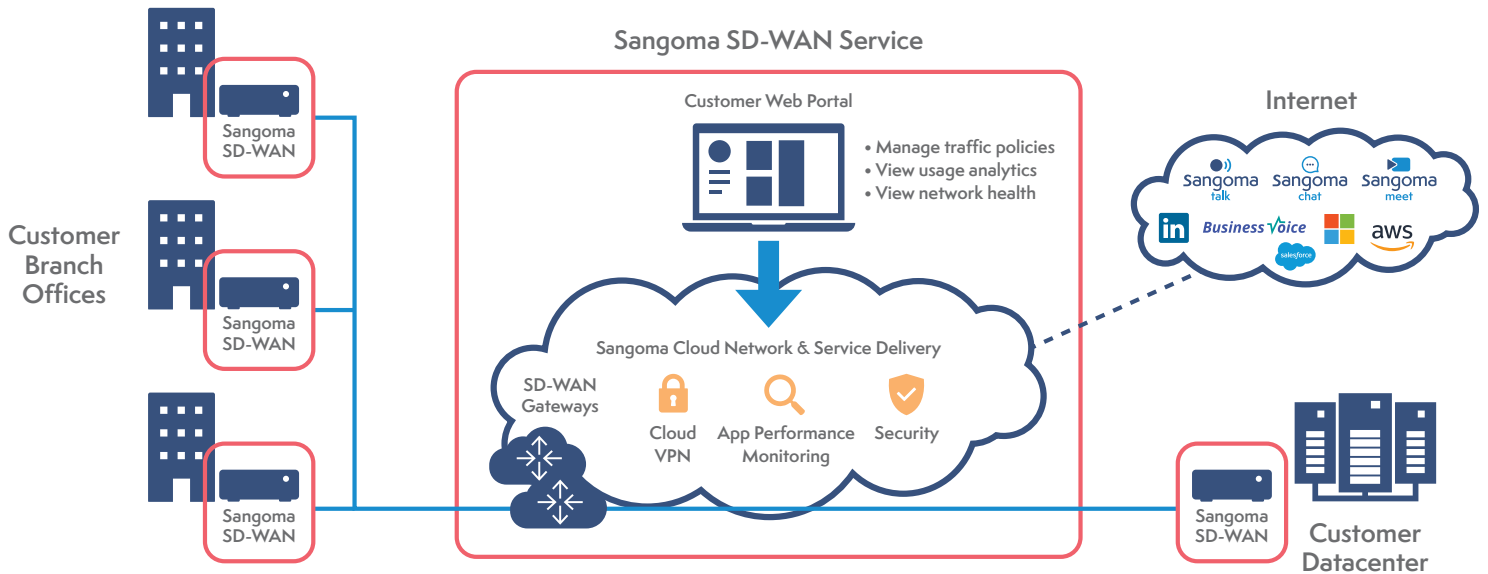 Sangoma SD-WAN Service
Customer
Branch
Offices
Sangoma
SD-WAN
Sangoma
SD-WAN
Sangoma
SD-WAN
Customer Web Portal
• Manage traffic policies
• View usage analytics
• View network health
Sangoma Cloud Network & Service Delivery
SD-WAN
Gateways
Cloud
VPN
App Performance
Monitoring
Security
Internet
sangoma
talk
sangoma
chat
sangoma
meet
in
Business Voice
aws
salesforce
Sangoma
SD-WAN
Customer
Datacenter